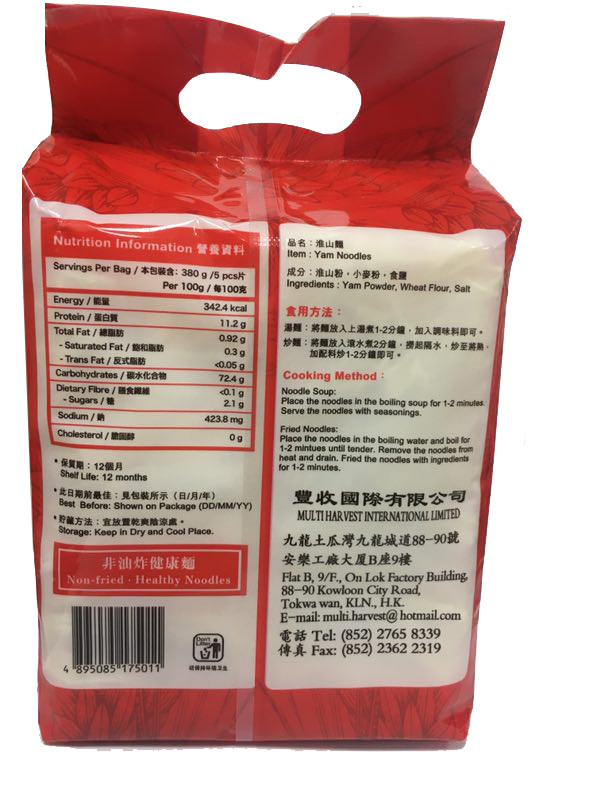 Nutrition Information 營養資料
Servings Per Bag / 本包裝含: 380 g /5 pcs片
Per 100g / 每100克
Energy / 能量 342.4 kcal
Protein / 蛋白質 11.2 g
Total Fat / 總脂肪 0.92 g
- Saturated Fat / 飽和脂肪 0.3 g
- Trans Fat / 反式脂肪 <0.05 g
Carbohydrates / 碳水化合物 72.4 g
Dietary Fibre / 膳食纖維 <0.1 g
- Sugars / 糖 2.1 g
Sodium / 鈉 423.8 mg
Cholesterol / 膽固醇 0 g
• 保質期：12個月
Shelf Life: 12 months
• 此日期前最佳：見包裝所示（日/月/年）
Best Before: Shown on Package (DD/MM/YY)
• 貯藏方法：宜放置乾爽陰涼處。
Storage: Keep in Dry and Cool Place.
非油炸健康麵
Non-fried · Healthy Noodles
4 895085 175011
Don't Litter
请保持环境卫生
品名：淮山麵
Item : Yam Noodles
成分：淮山粉，小麥粉，食鹽
Ingredients : Yam Powder, Wheat Flour, Salt
食用方法：
湯麵：將麵放入上湯煮1-2分鐘，加入調味料即可。
炒麵：將麵放入滾水煮2分鐘，撈起隔水，炒至將熟，
加配料炒1-2分鐘即可。
Cooking Method :
Noodle Soup:
Place the noodles in the boiling soup for 1-2 minutes.
Serve the noodles with seasonings.
Fried Noodles:
Place the noodles in the boiling water and boil for
1-2 mintues until tender. Remove the noodles from
heat and drain. Fried the noodles with ingredients
for 1-2 minutes.
豐收國際有限公司
MULTI HARVEST INTERNATIONAL LIMITED
九龍土瓜灣九龍城道88-90號
安樂工廠大厦B座9樓
Flat B, 9/F., On Lok Factory Building,
88-90 Kowloon City Road,
Tokwa wan, KLN., H.K.
E-mail: multi.harvest@ hotmail.com
電話 Tel: (852) 2765 8339
傳真 Fax: (852) 2362 2319